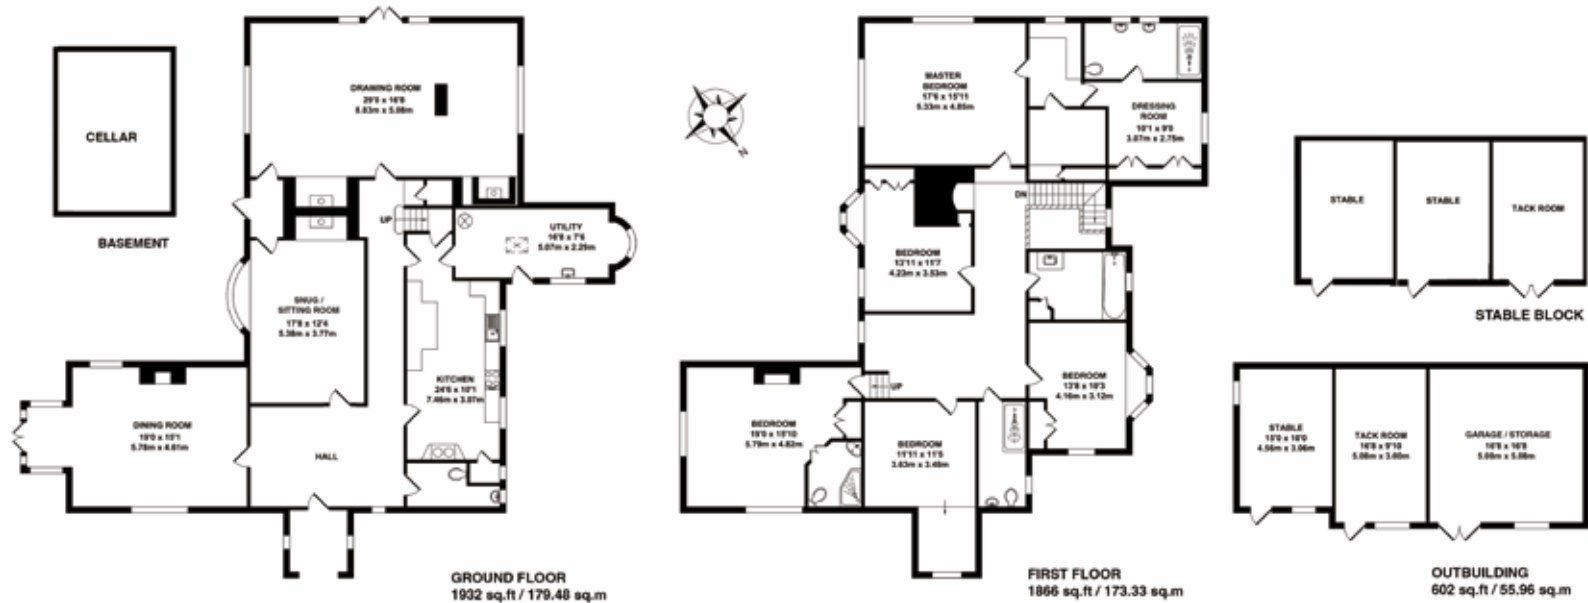 CELLAR
BASEMENT
DRAWING ROOM
29'0 x 16'8
8.83m x 5.08m
UP
UTILITY
16'8 x 7'6
5.07m x 2.29m
SNUG /
SITTING ROOM
17'8 x 12'4
5.38m x 3.77m
KITCHEN
24'6 x 10'1
7.46m x 3.07m
DINING ROOM
19'0 x 15'1
5.78m x 4.61m
HALL
GROUND FLOOR
1932 sq.ft / 179.48 sq.m
N
MASTER
BEDROOM
17'6 x 15'11
5.33m x 4.85m
DRESSING
ROOM
10'1 x 9'0
3.07m x 2.75m
DN
BEDROOM
13'11 x 11'7
4.23m x 3.53m
BEDROOM
13'8 x 10'3
4.16m x 3.12m
UP
BEDROOM
19'0 x 15'10
5.79m x 4.82m
BEDROOM
11'11 x 11'5
3.63m x 3.48m
FIRST FLOOR
1866 sq.ft / 173.33 sq.m
STABLE
STABLE
TACK ROOM
STABLE BLOCK
STABLE
15'0 x 10'0
4.56m x 3.06m
TACK ROOM
16'8 x 9'10
5.08m x 3.00m
GARAGE / STORAGE
16'8 x 16'8
5.08m x 5.08m
OUTBUILDING
602 sq.ft / 55.96 sq.m